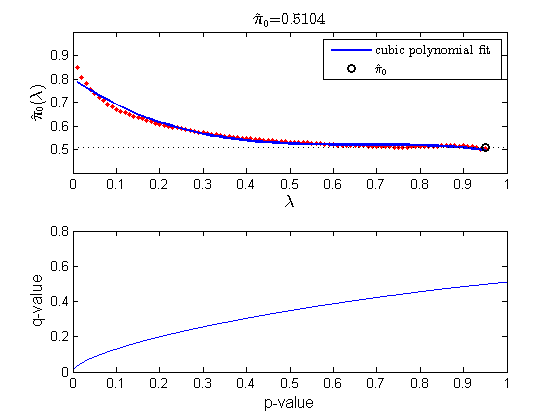 π̂₀=0.5104
cubic polynomial fit
π̂₀
π̂₀(λ)
0.9
0.8
0.7
0.6
0.5
0 0.1 0.2 0.3 0.4 0.5 0.6 0.7 0.8 0.9 1
λ
q-value
0.8
0.6
0.4
0.2
0
0 0.1 0.2 0.3 0.4 0.5 0.6 0.7 0.8 0.9 1
p-value